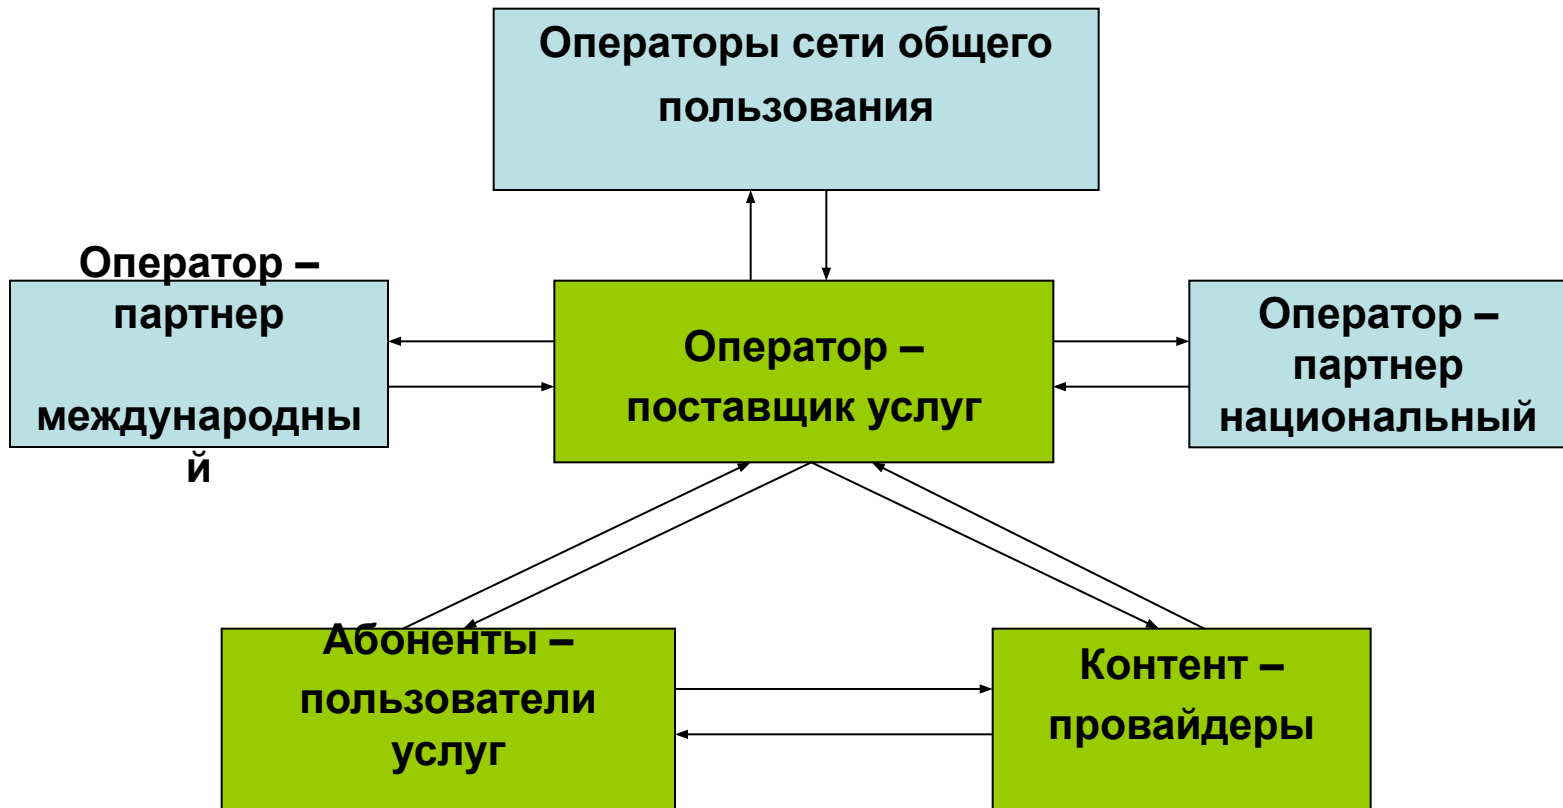 Операторы сети общего
пользования
Оператор –
партнер
международны
й
Оператор –
поставщик услуг
Оператор –
партнер
национальный
Абоненты –
пользователи
услуг
Контент –
провайдеры